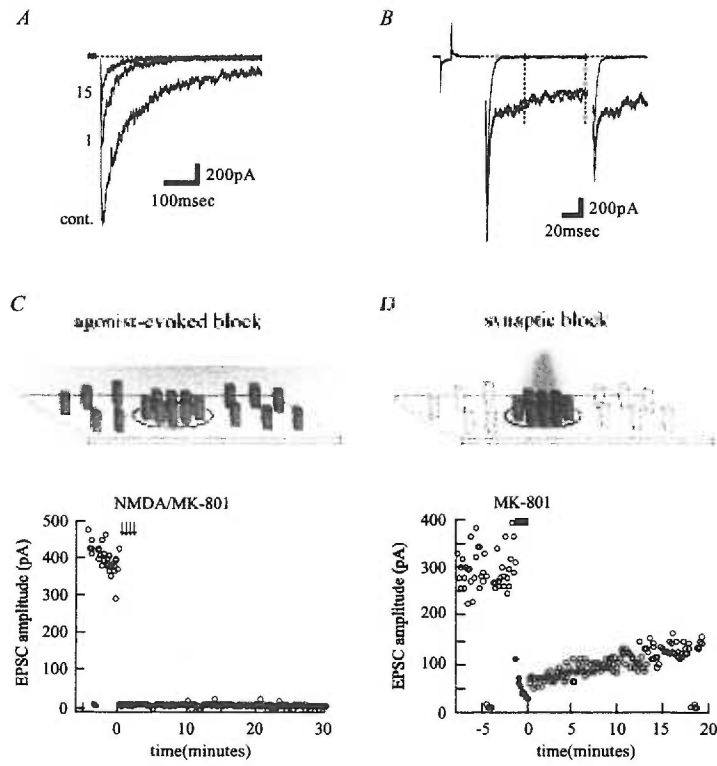 A
15
1
cont.
200pA
100msec
B
200pA
20msec
C
agonist-evoked block
NMDA/MK-801
EPSC amplitude (pA)
500
400
300
200
100
0
0
10
20
30
time(minutes)
D
synaptic block
MK-801
EPSC amplitude (pA)
400
300
200
100
0
-5
0
5
10
15
20
time(minutes)